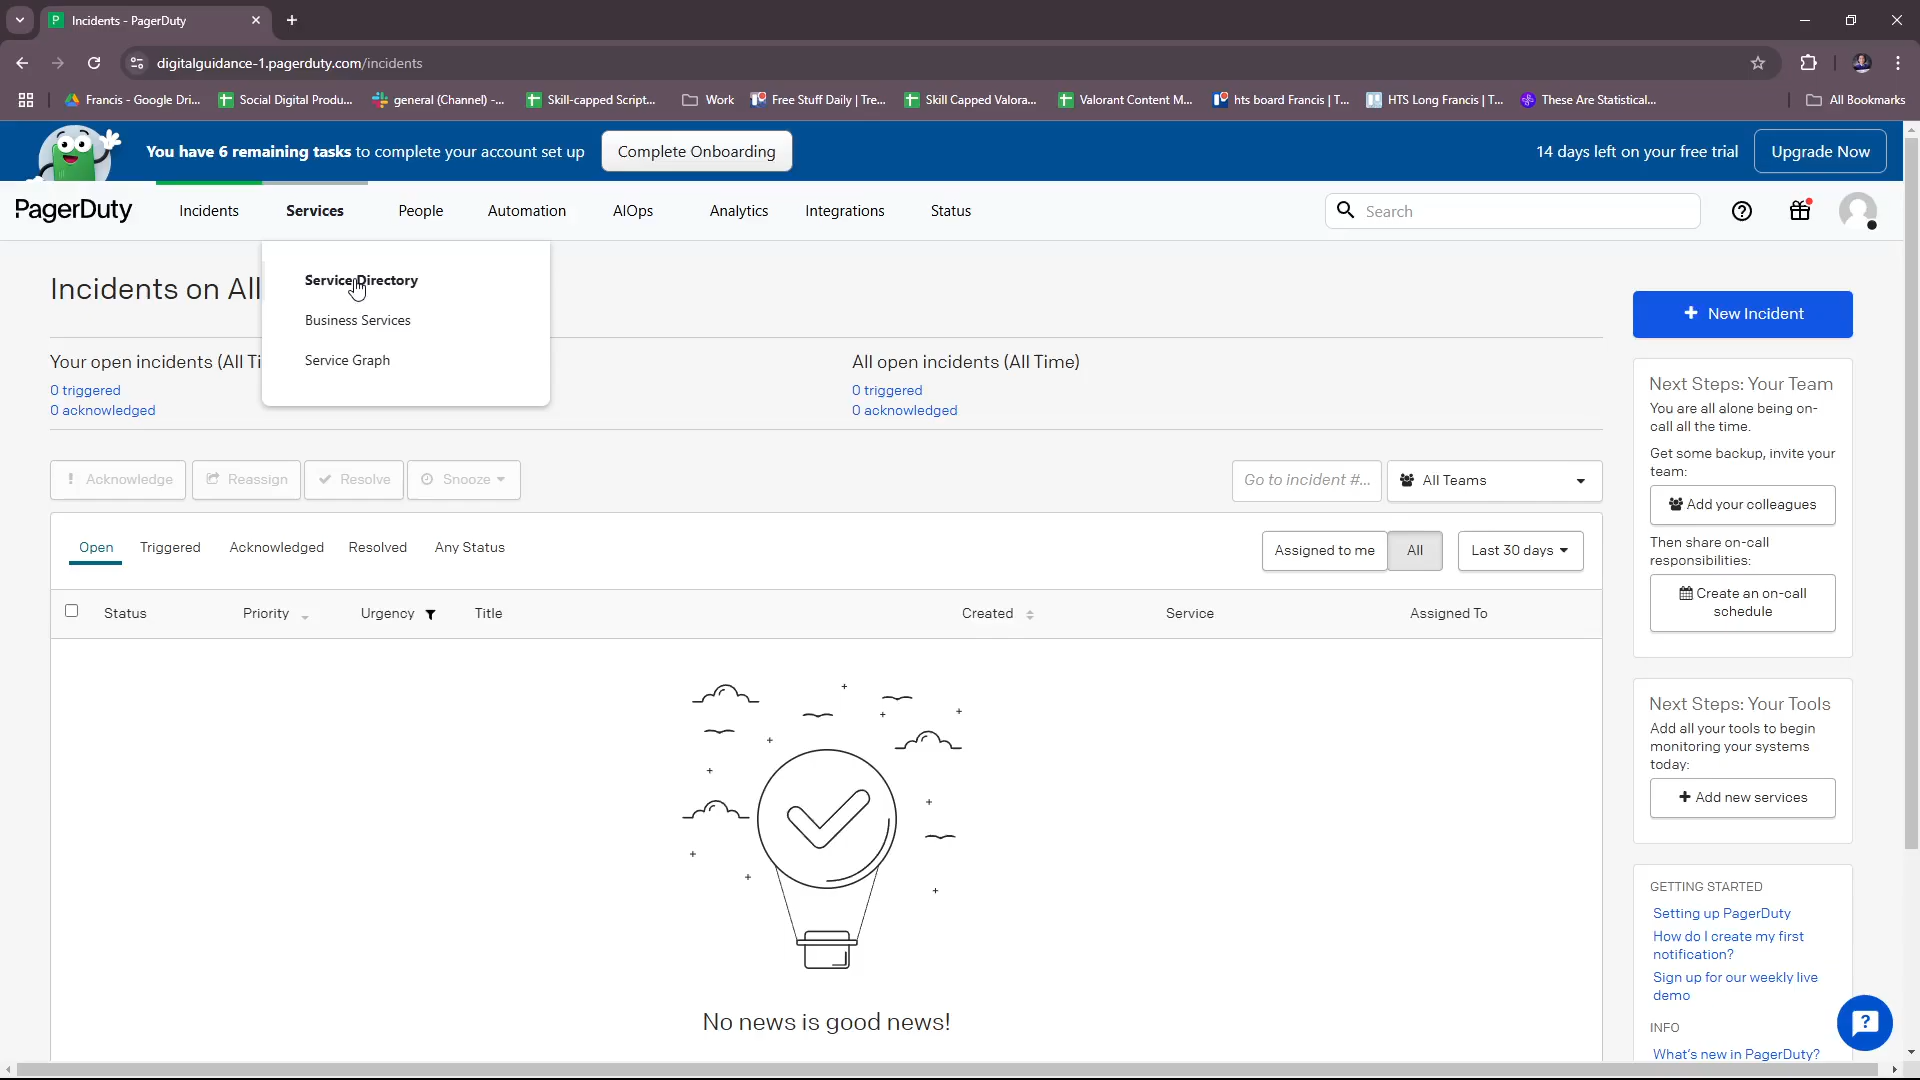 Incidents - PagerDuty
digitalguidance-1.pagerduty.com/incidents
Francis - Google Dri...
Social Digital Produ...
general (Channel) -...
Skill-capped Script...
Work
Free Stuff Daily | Tre...
Skill Capped Valora...
Valorant Content M...
hts board Francis | T...
HTS Long Francis | T...
These Are Statistical...
All Bookmarks
You have 6 remaining tasks to complete your account set up
Complete Onboarding
14 days left on your free trial
Upgrade Now
PagerDuty
Incidents
Services
People
Automation
AIOps
Analytics
Integrations
Status
Search
Service Directory
Business Services
Service Graph
Incidents on All
New Incident
Your open incidents (All Ti
0 triggered
0 acknowledged
All open incidents (All Time)
0 triggered
0 acknowledged
Next Steps: Your Team
You are all alone being on-
call all the time.
Get some backup, invite your
team:
Add your colleagues
Then share on-call
responsibilities:
Create an on-call
schedule
Acknowledge
Reassign
Resolve
Snooze
Go to incident #...
All Teams
Open
Triggered
Acknowledged
Resolved
Any Status
Assigned to me
All
Last 30 days
Status
Priority
Urgency
Title
Created
Service
Assigned To
Next Steps: Your Tools
Add all your tools to begin
monitoring your systems
today:
Add new services
GETTING STARTED
Setting up PagerDuty
How do I create my first
notification?
Sign up for our weekly live
demo
INFO
What's new in PagerDuty?
No news is good news!